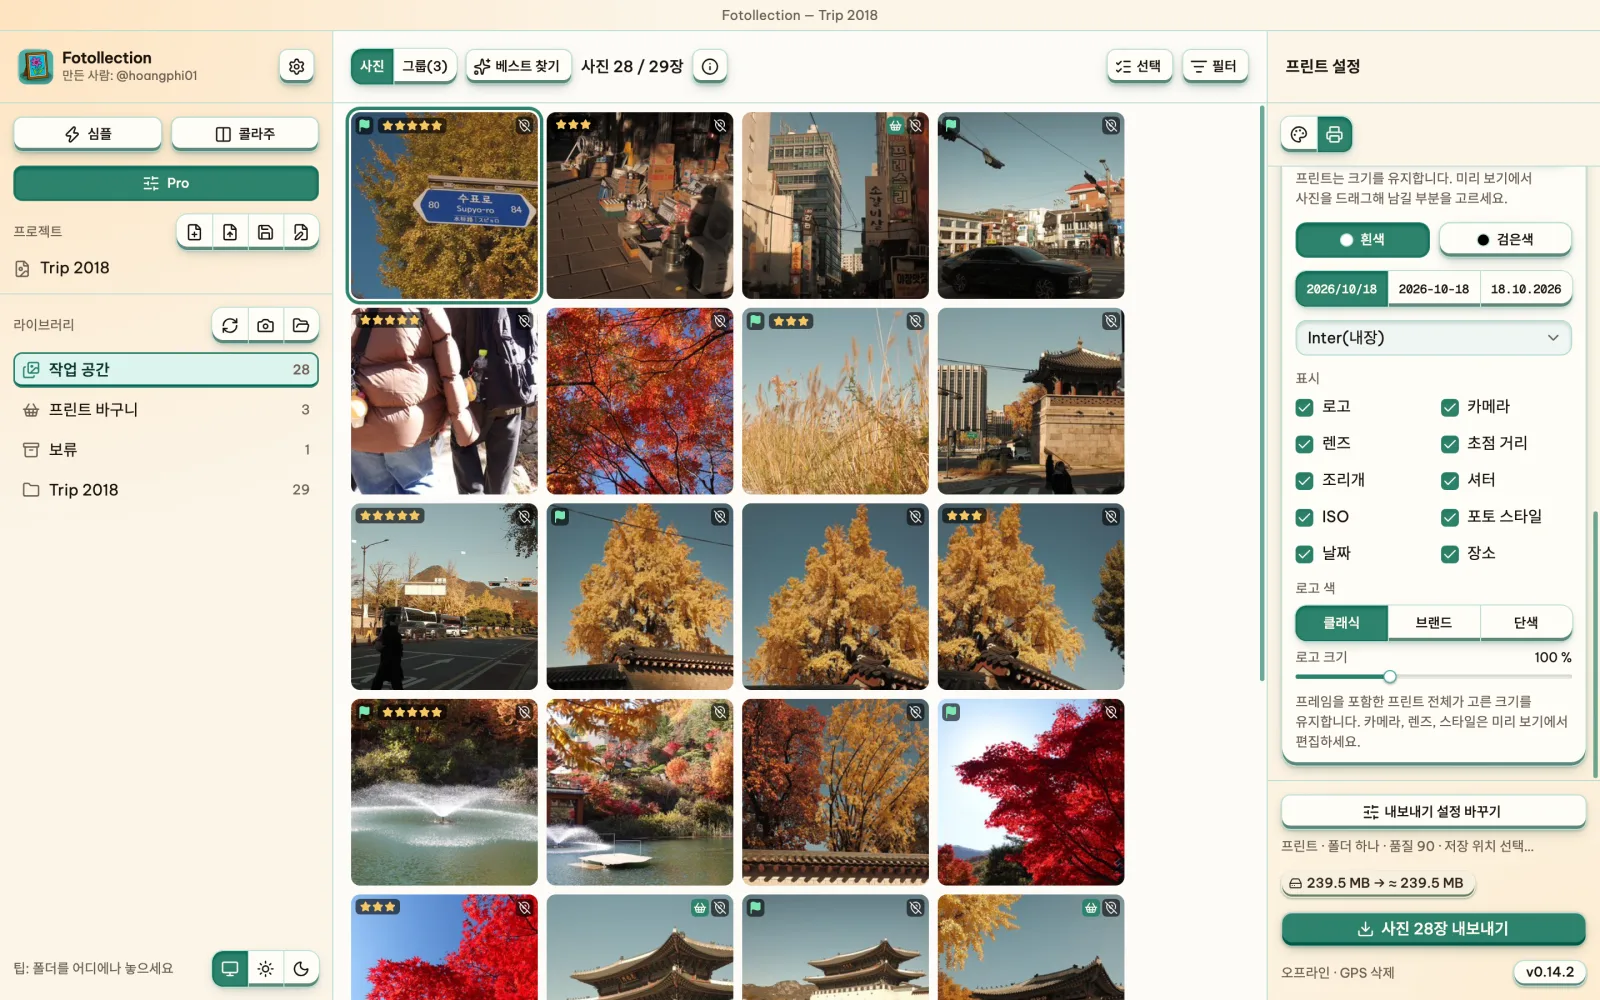 Fotollection — Trip 2018
Fotollection
만든 사람: @hoangphi01
심플
콜라주
Pro
프로젝트
Trip 2018
라이브러리
작업 공간 28
프린트 바구니 3
보류 1
Trip 2018 29
팁: 폴더를 어디에나 놓으세요
사진
그룹(3)
베스트 찾기
사진 28 / 29장
선택
필터
80 수표로 84
Supyo-ro
프린트 설정
프린트는 크기를 유지합니다. 미리 보기에서
사진을 드래그해 남길 부분을 고르세요.
흰색
검은색
2026/10/18
2026-10-18
18.10.2026
Inter(내장)
표시
로고
카메라
렌즈
초점 거리
조리개
셔터
ISO
포토 스타일
날짜
장소
로고 색
클래식
브랜드
단색
로고 크기 100 %
프레임을 포함한 프린트 전체가 고른 크기를
유지합니다. 카메라, 렌즈, 스타일은 미리 보기에서
편집하세요.
내보내기 설정 바꾸기
프린트 · 폴더 하나 · 품질 90 · 저장 위치 선택...
239.5 MB → ≈ 239.5 MB
사진 28장 내보내기
오프라인 · GPS 삭제
v0.14.2